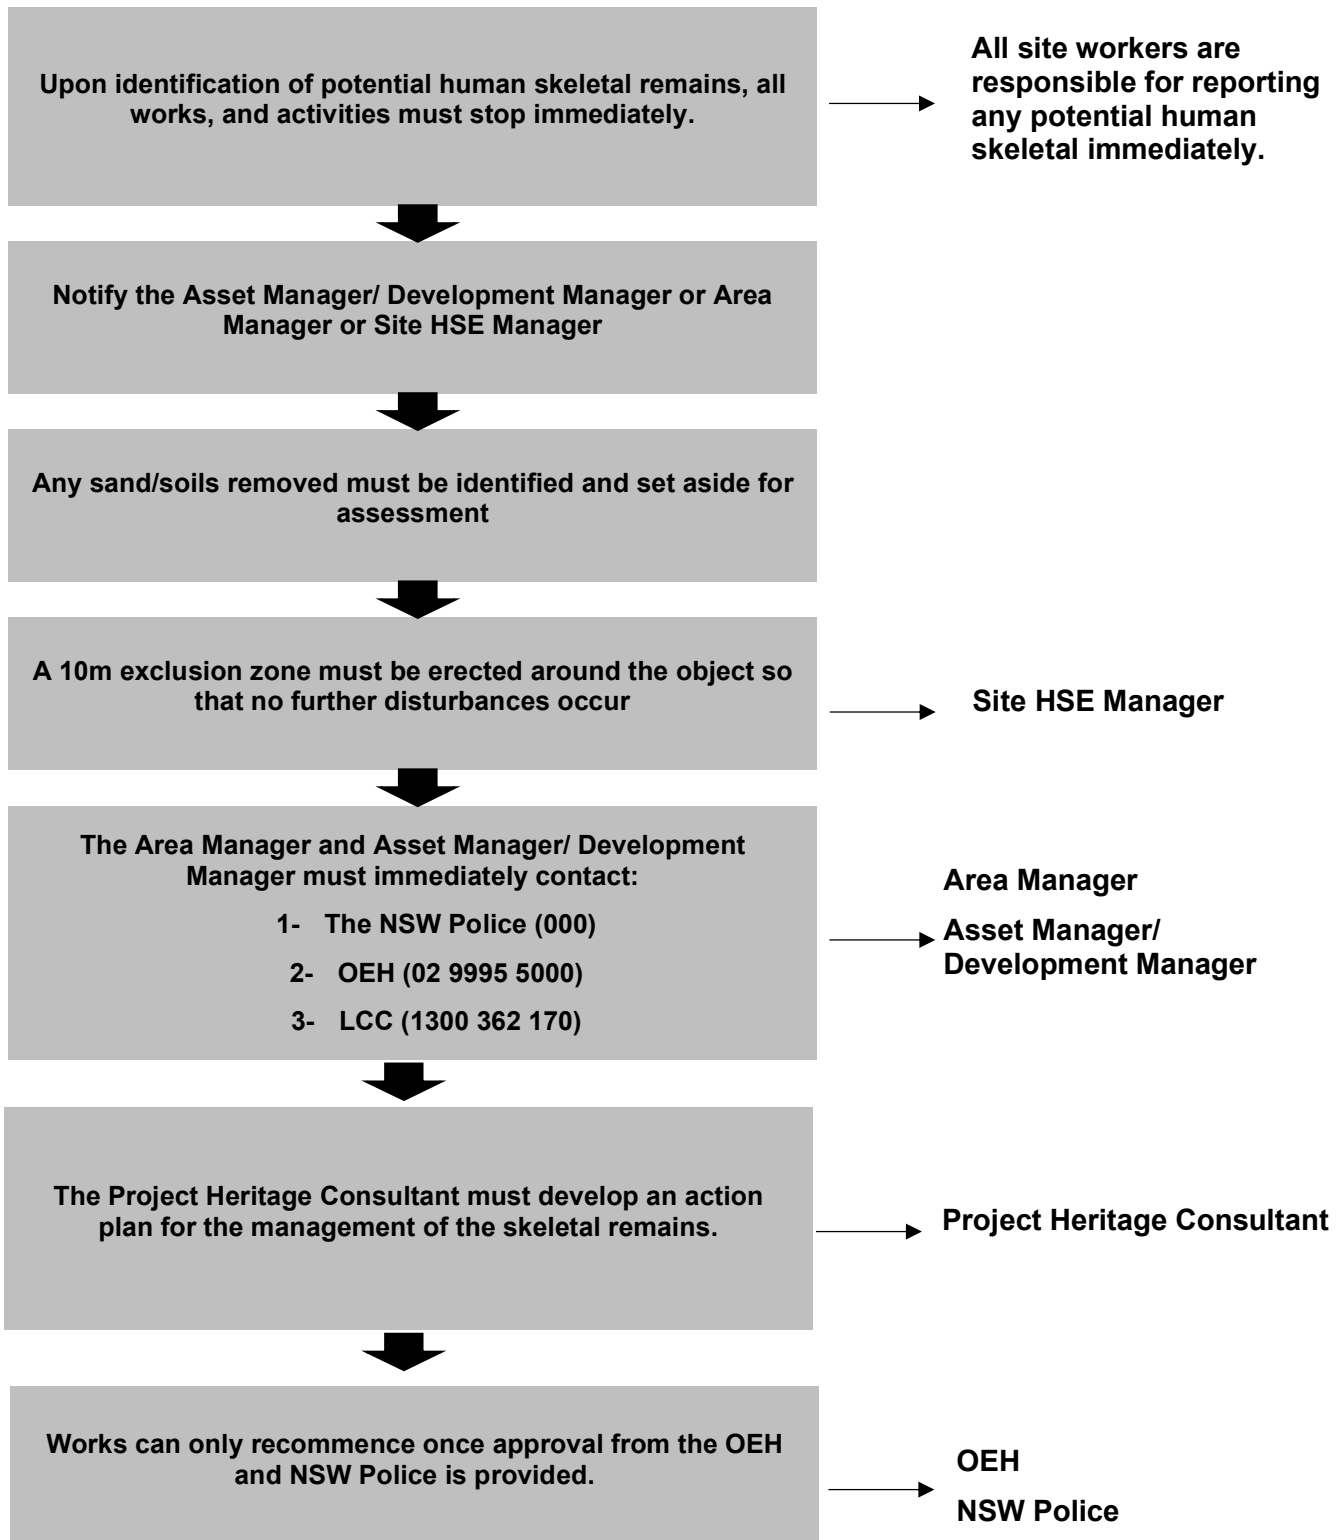 Upon identification of potential human skeletal remains, all
works, and activities must stop immediately.
All site workers are
responsible for reporting
any potential human
skeletal immediately.
Notify the Asset Manager/ Development Manager or Area
Manager or Site HSE Manager
Any sand/soils removed must be identified and set aside for
assessment
A 10m exclusion zone must be erected around the object so
that no further disturbances occur
Site HSE Manager
The Area Manager and Asset Manager/ Development
Manager must immediately contact:
1- The NSW Police (000)
2- OEH (02 9995 5000)
3- LCC (1300 362 170)
Area Manager
Asset Manager/
Development Manager
The Project Heritage Consultant must develop an action
plan for the management of the skeletal remains.
Project Heritage Consultant
Works can only recommence once approval from the OEH
and NSW Police is provided.
OEH
NSW Police